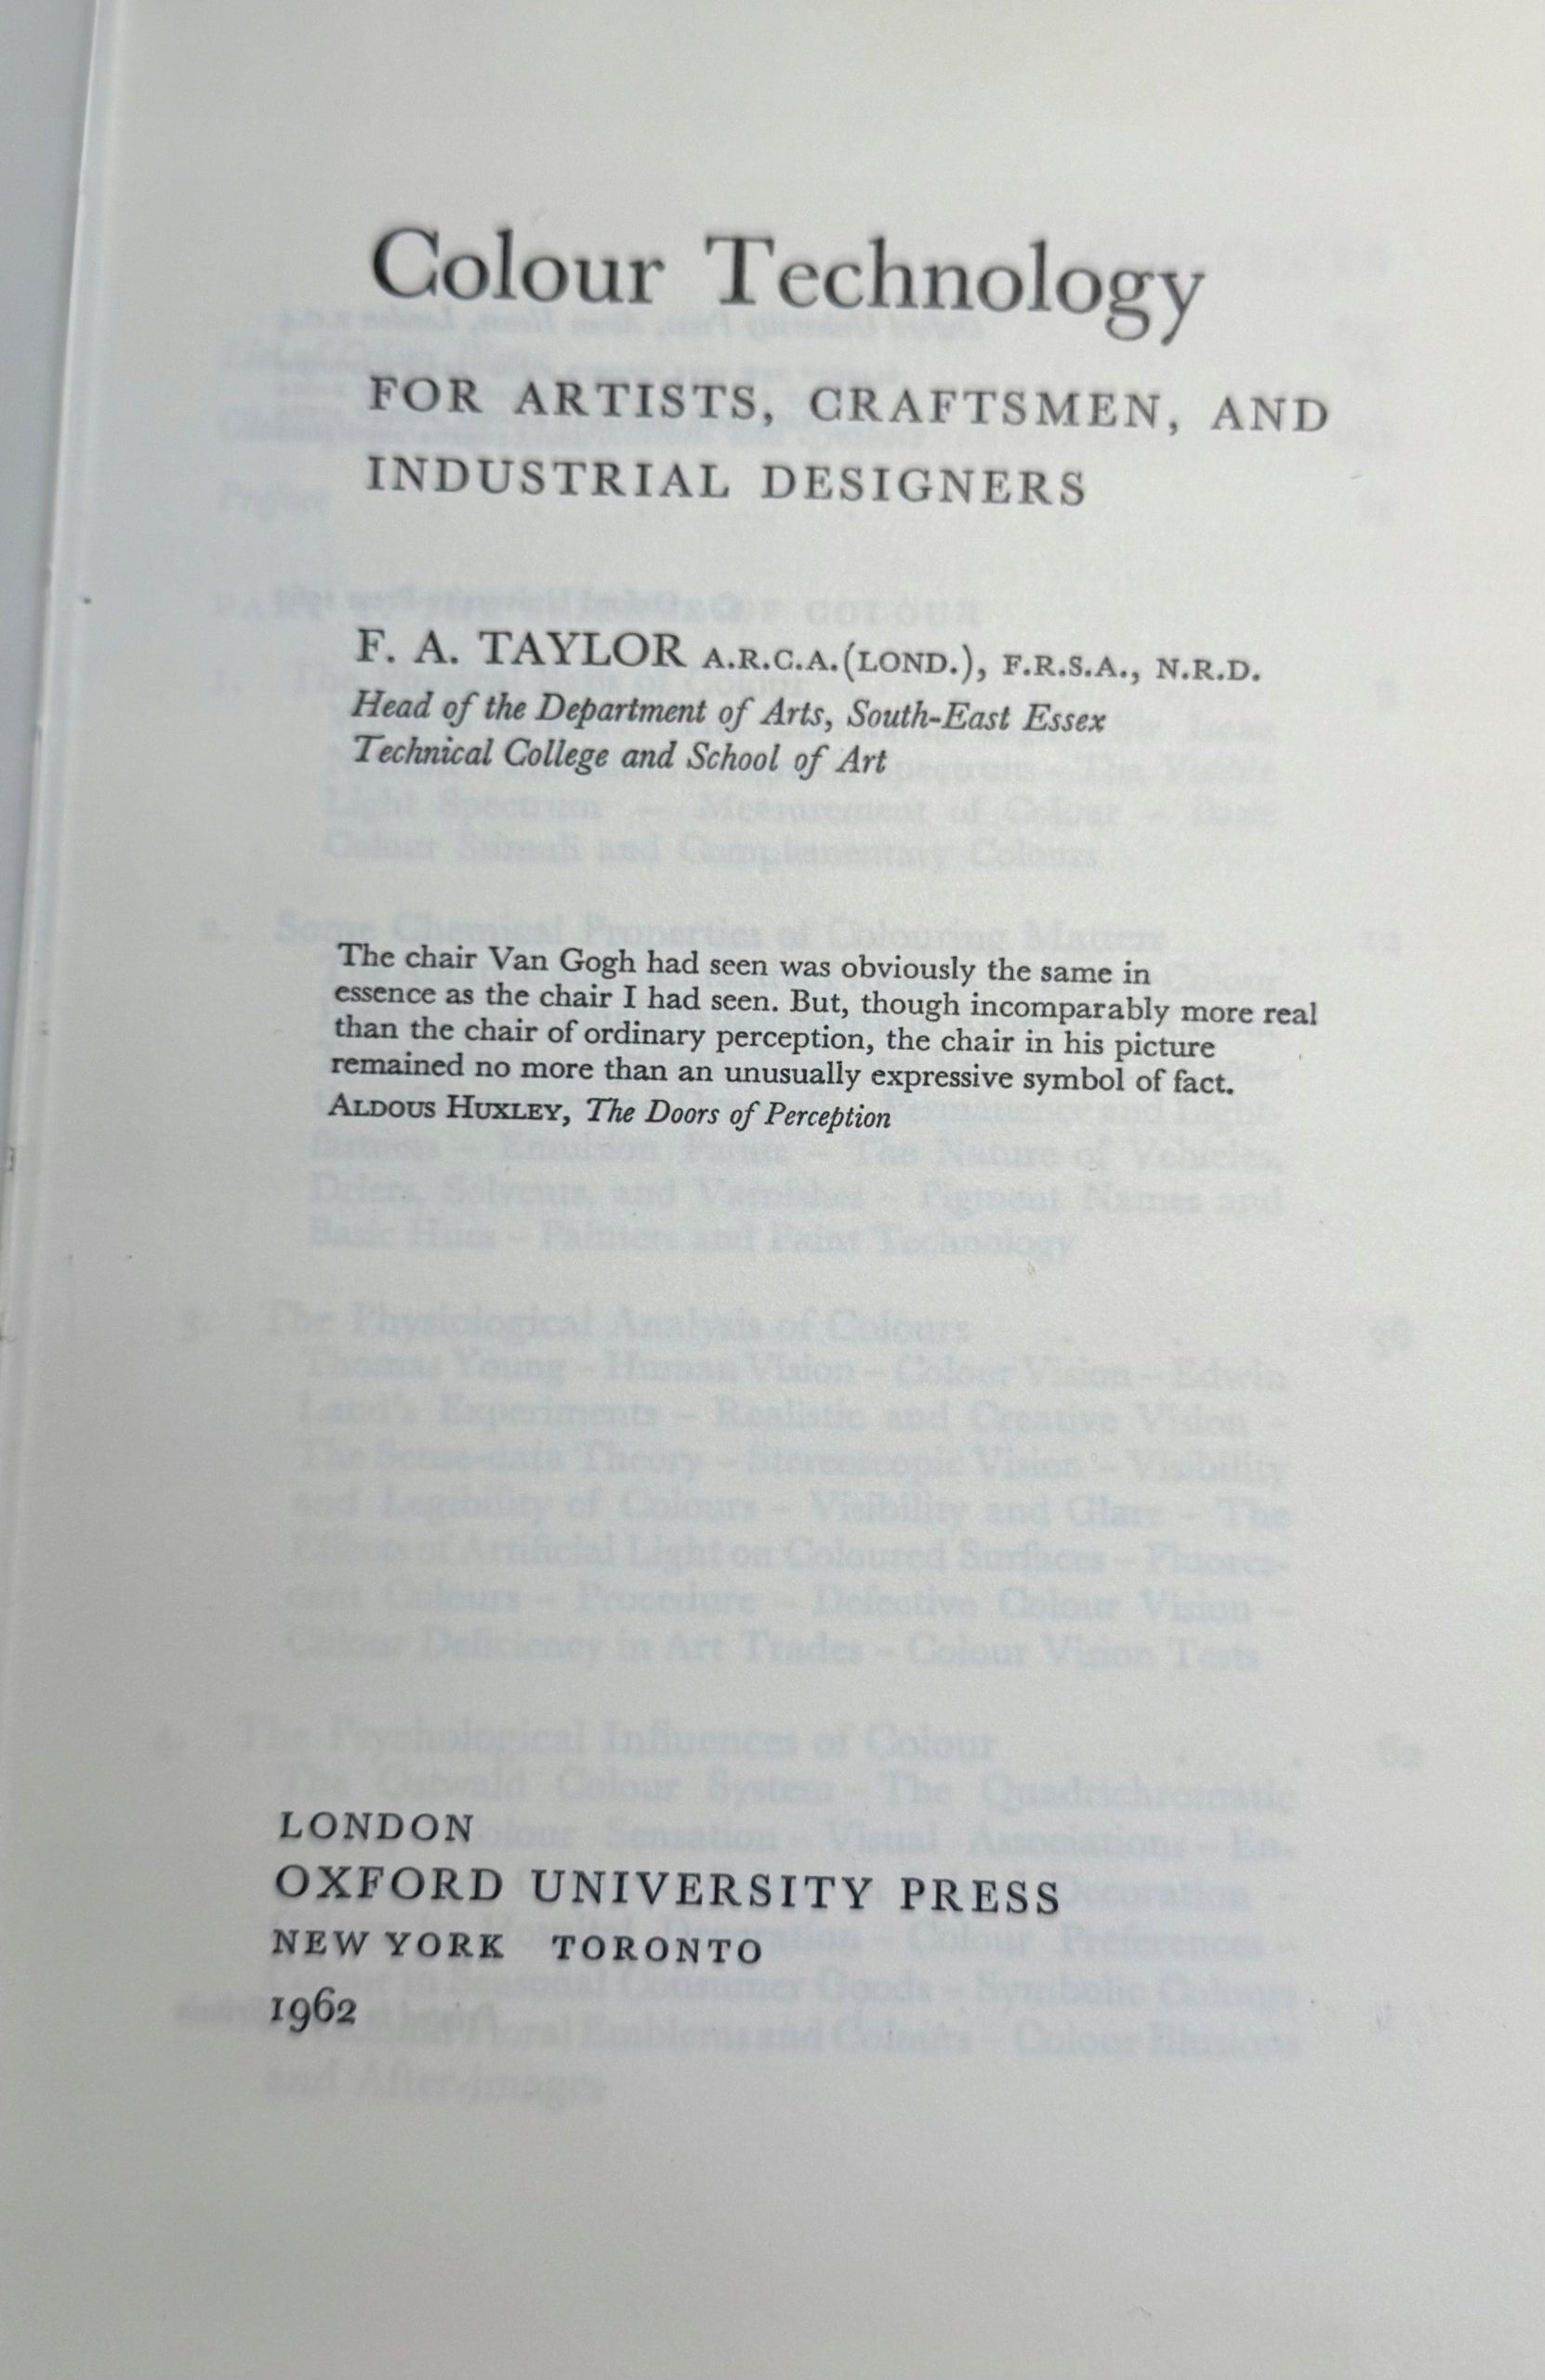 Colour Technology
FOR ARTISTS, CRAFTSMEN, AND
INDUSTRIAL DESIGNERS
F. A. TAYLOR A.R.C.A.(LOND.), F.R.S.A., N.R.D.
Head of the Department of Arts, South-East Essex
Technical College and School of Art
The chair Van Gogh had seen was obviously the same in
essence as the chair I had seen. But, though incomparably more real
than the chair of ordinary perception, the chair in his picture
remained no more than an unusually expressive symbol of fact.
ALDOUS HUXLEY, The Doors of Perception
LONDON
OXFORD UNIVERSITY PRESS
NEW YORK TORONTO
1962